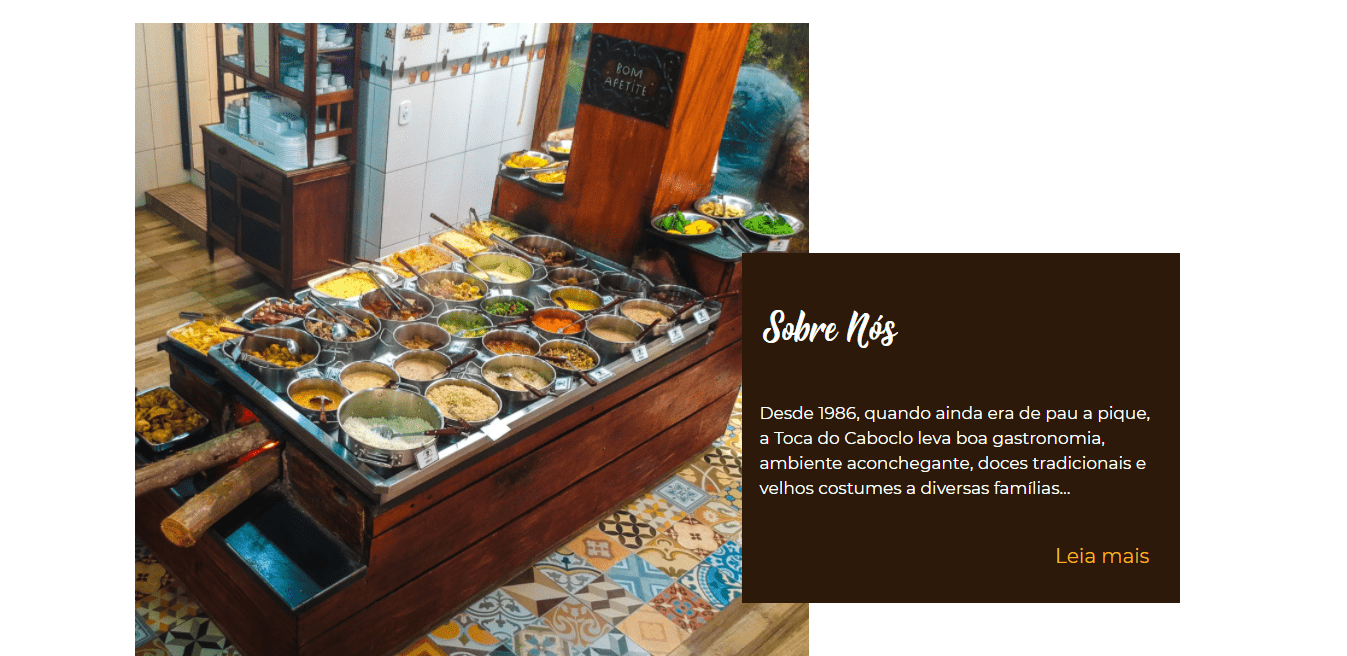 BOM
APETITE
Sobre Nós
Desde 1986, quando ainda era de pau a pique,
a Toca do Caboclo leva boa gastronomia,
ambiente aconchegante, doces tradicionais e
velhos costumes a diversas famílias...
Leia mais